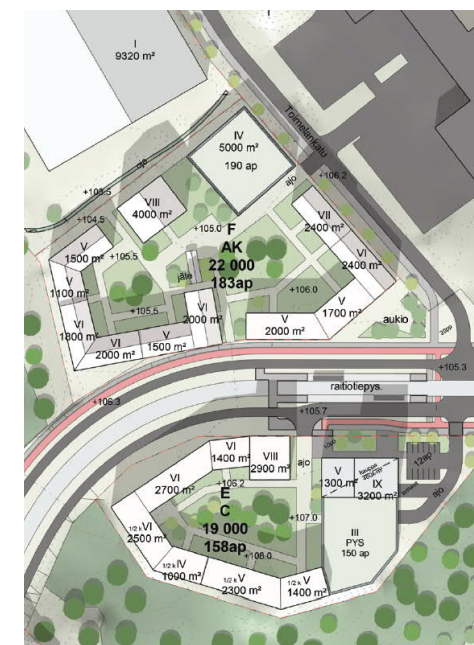 I
9320 m²
Toimelankatu
IV
5000 m²
190 ap
ajo
+106.2
+103.5
+104.5
VIII
4000 m²
+105.0
F
AK
22 000
183ap
VII
2400 m²
V
1500 m²
+105.5
VI
2400 m²
V
1100 m²
jäte
+106.0
+105.5
VI
2000 m²
V
1700 m²
VI
1800 m²
V
2000 m²
aukio
VI
2000 m²
V
1500 m²
+105.3
+106.3
raitiotiepys.
+105.7
VI
1400 m²
VIII
2900 m²
ajo
12ap
VI
2700 m²
+106.2
V
300 m²
IX
3200 m²
ajo
E
C
19 000
158ap
+107.0
1/2 k VI
2500 m²
III
PYS
150 ap
+108.0
1/2 k IV
1000 m²
1/2 k V
2300 m²
1/2 k V
1400 m²